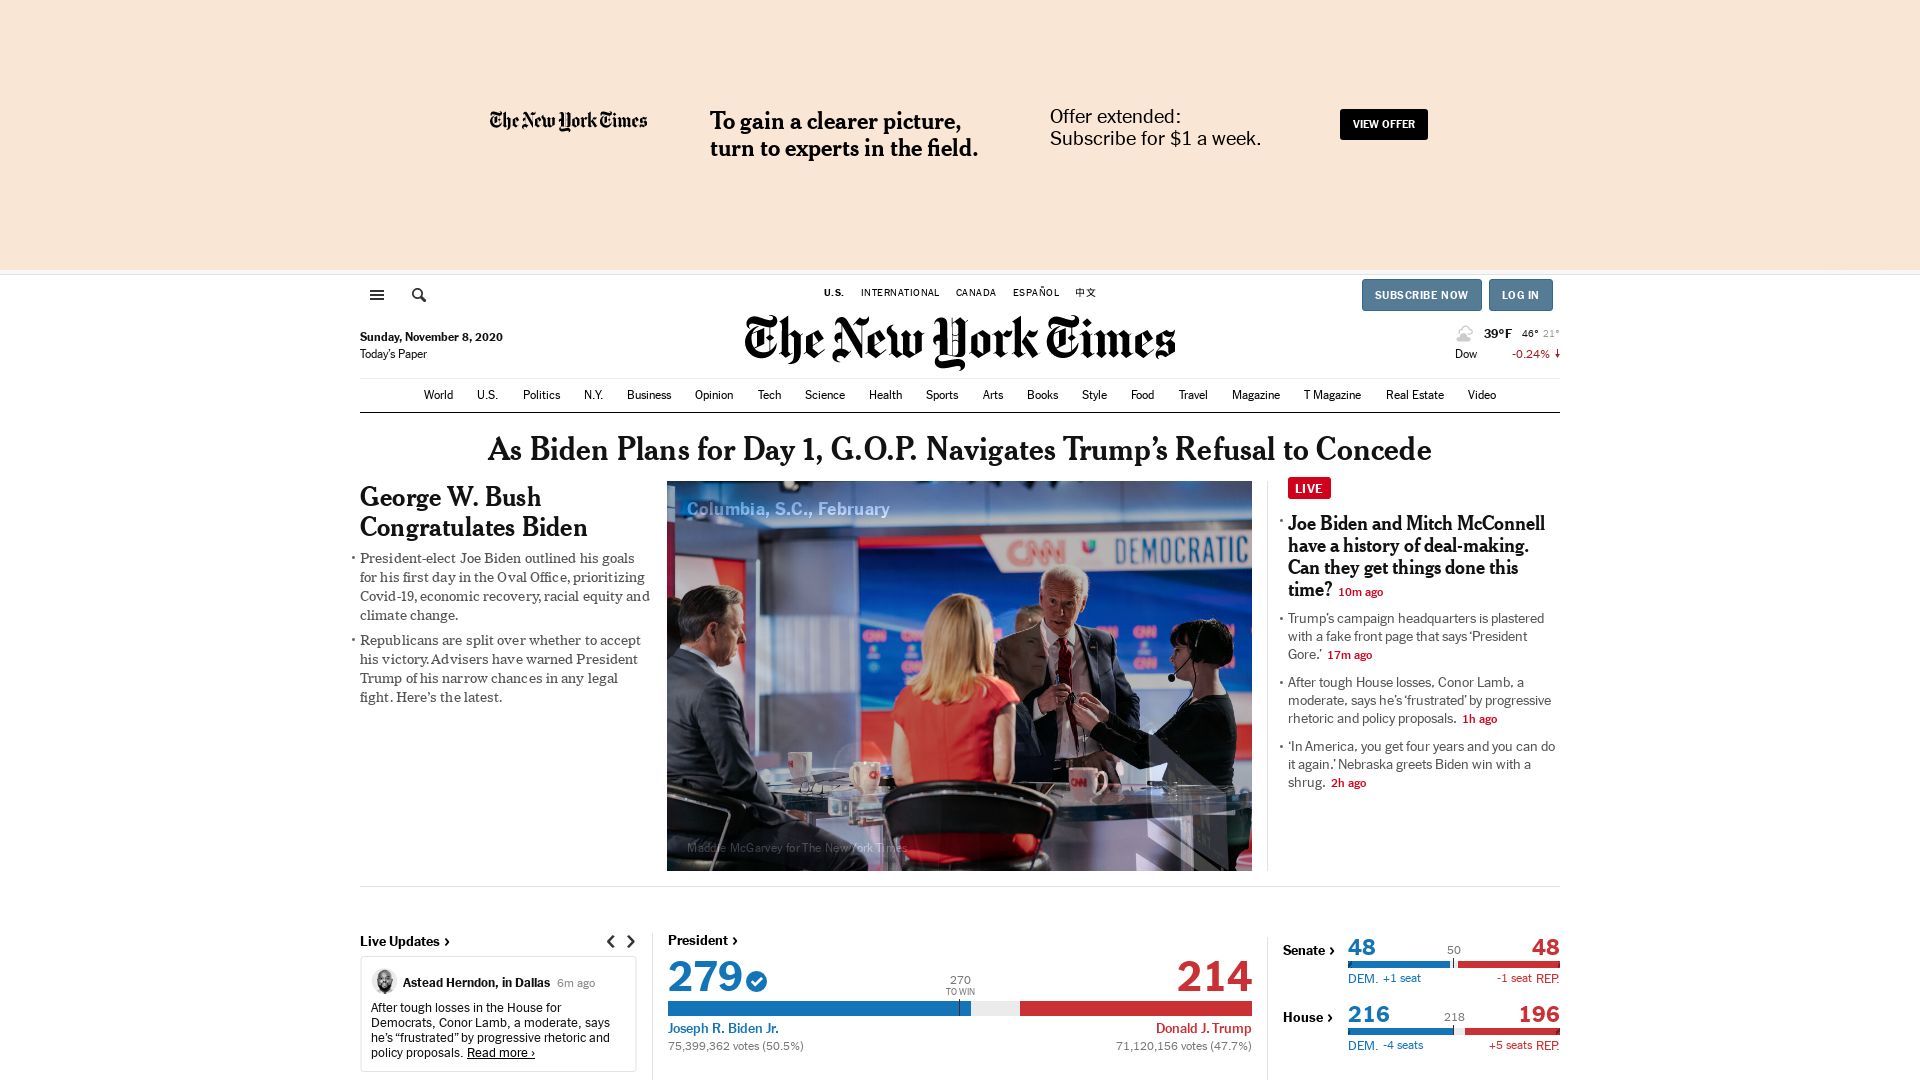 The New York Times
To gain a clearer picture,
turn to experts in the field.
Offer extended:
Subscribe for $1 a week.
VIEW OFFER
U.S. INTERNATIONAL CANADA ESPAÑOL 中文
SUBSCRIBE NOW LOG IN
Sunday, November 8, 2020
Today's Paper
The New York Times
39°F 46° 21°
Dow -0.24%
World U.S. Politics N.Y. Business Opinion Tech Science Health Sports Arts Books Style Food Travel Magazine T Magazine Real Estate Video
As Biden Plans for Day 1, G.O.P. Navigates Trump’s Refusal to Concede
George W. Bush
Congratulates Biden
• President-elect Joe Biden outlined his goals
for his first day in the Oval Office, prioritizing
Covid-19, economic recovery, racial equity and
climate change.
• Republicans are split over whether to accept
his victory. Advisers have warned President
Trump of his narrow chances in any legal
fight. Here’s the latest.
Columbia, S.C., February
CNN DEMOCRATIC
CNN
CNN
CNN
Maddie McGarvey for The New York Times
LIVE
• Joe Biden and Mitch McConnell
have a history of deal-making.
Can they get things done this
time? 10m ago
• Trump’s campaign headquarters is plastered
with a fake front page that says ‘President
Gore.’ 17m ago
• After tough House losses, Conor Lamb, a
moderate, says he’s ‘frustrated’ by progressive
rhetoric and policy proposals. 1h ago
• ‘In America, you get four years and you can do
it again.’ Nebraska greets Biden win with a
shrug. 2h ago
Live Updates ›
Astead Herndon, in Dallas 6m ago
After tough losses in the House for
Democrats, Conor Lamb, a moderate, says
he’s “frustrated” by progressive rhetoric and
policy proposals. Read more ›
President ›
279 270 214
TO WIN
Joseph R. Biden Jr. Donald J. Trump
75,399,362 votes (50.5%) 71,120,156 votes (47.7%)
Senate › 48 50 48
DEM. +1 seat -1 seat REP.
House › 216 218 196
DEM. -4 seats +5 seats REP.